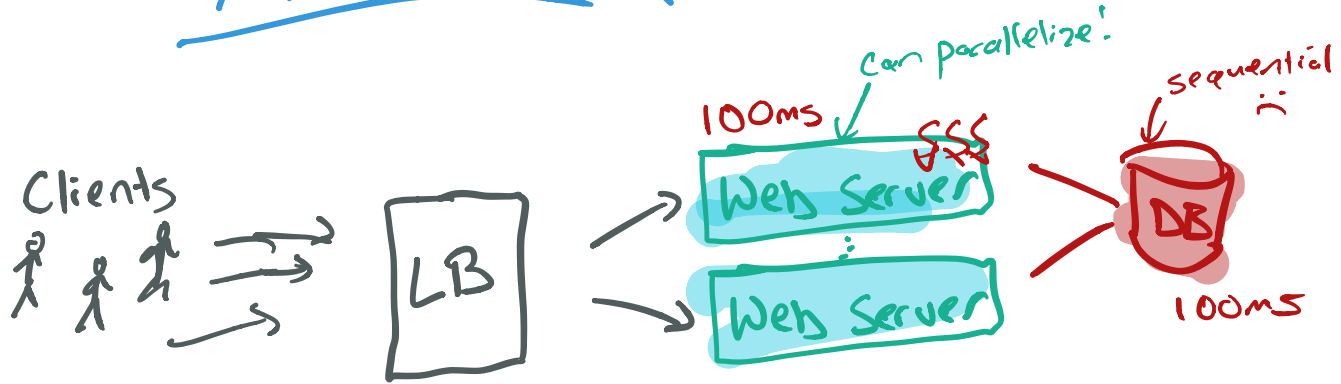 can parallelize!
sequential
100ms
Clients
Web Server
DB
LB
Web Server
100ms